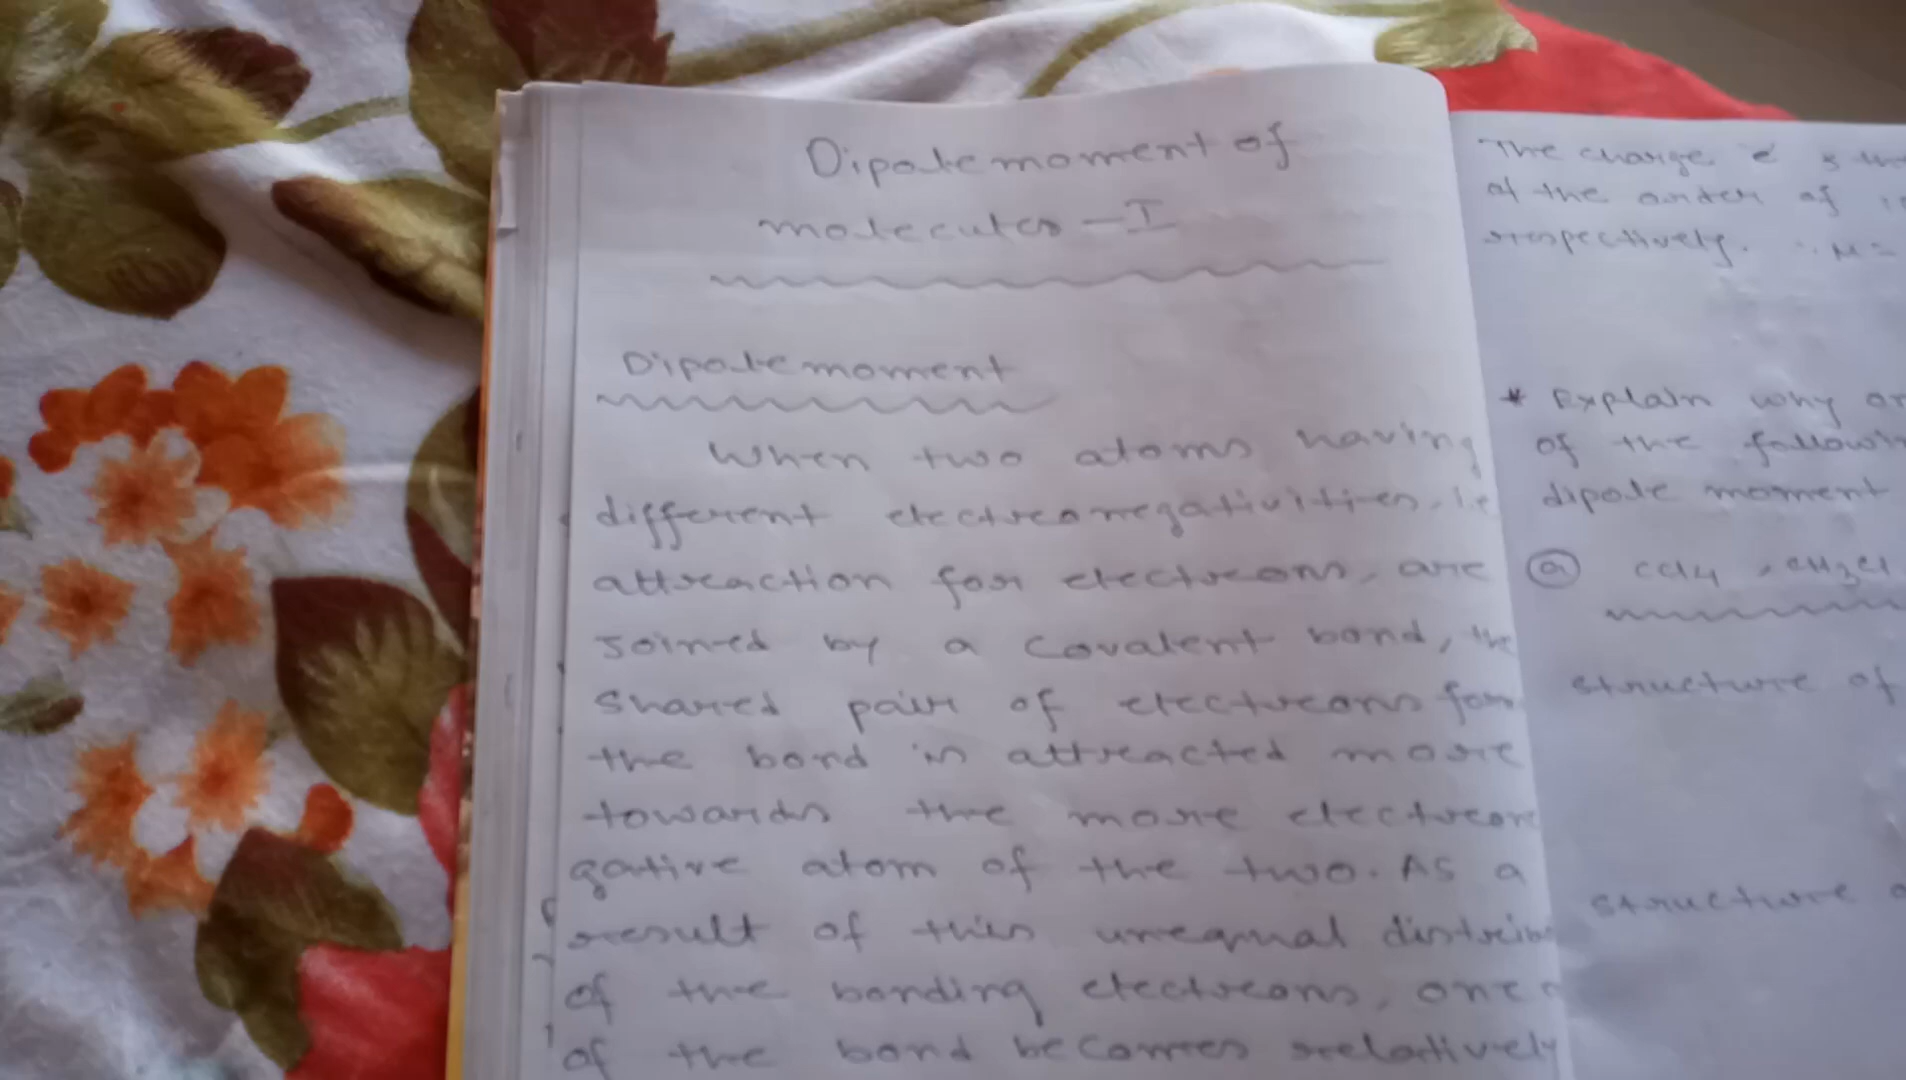 Dipole moment of
molecules – I
Dipole moment
When two atoms having
different electronegativities, i.e
attraction for electrons, are
joined by a covalent bond, the
shared pair of electrons for
the bond is attracted more
towards the more electron
gative atom of the two. As a
result of this unequal distrib
of the bonding electrons, one
of the bond becomes relatively
The charge e
of the order of
respectively. ∴ μ =
* Explain why
of the
dipole moment
(a) CCl4, CH3Cl
structure of
structure